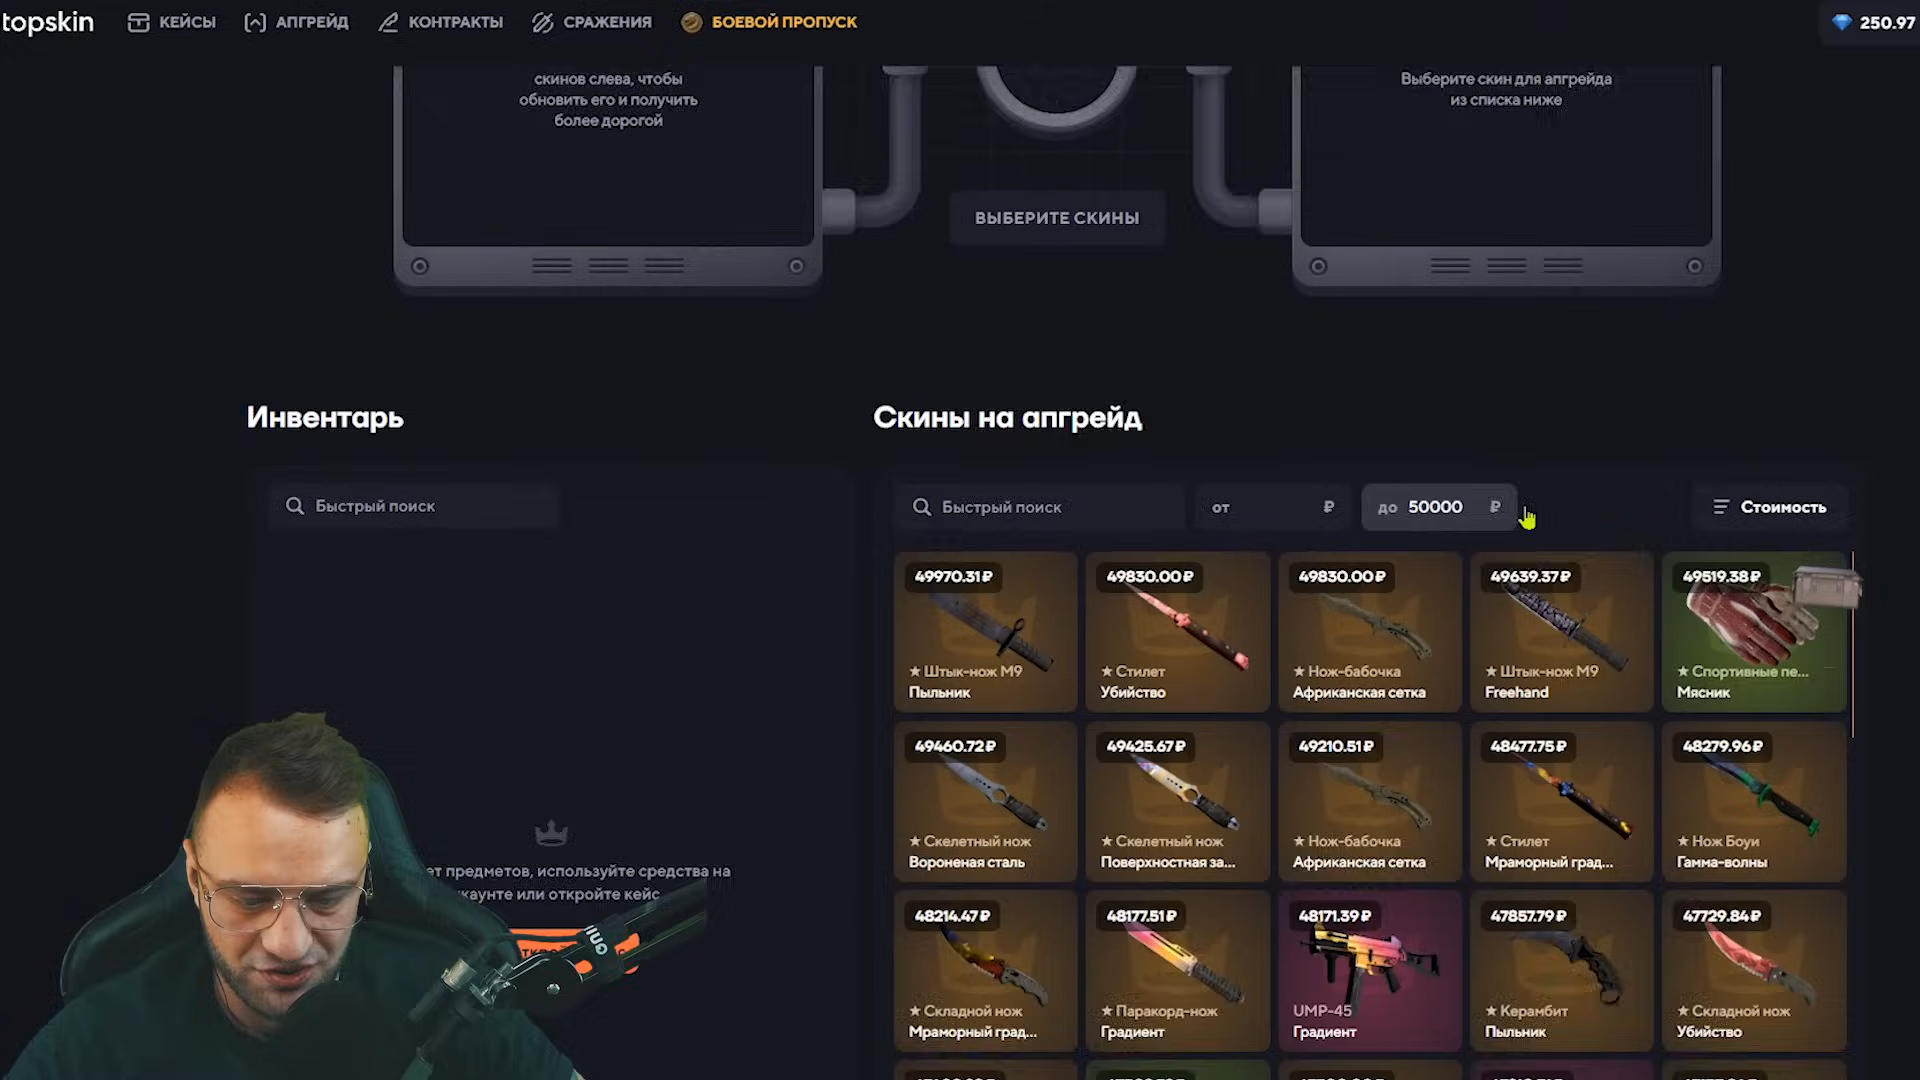 topskin КЕЙСЫ АПГРЕЙД КОНТРАКТЫ СРАЖЕНИЯ БОЕВОЙ ПРОПУСК 250.97
скинов слева, чтобы
обновить его и получить
более дорогой
Выберите скин для апгрейда
из списка ниже
ВЫБЕРИТЕ СКИНЫ
Инвентарь
Скины на апгрейд
Быстрый поиск
Быстрый поиск от ₽ до 50000 ₽ Стоимость
49970.31₽ 49830.00₽ 49830.00₽ 49639.37₽ 49519.38₽
★ Штык-нож M9 ★ Стилет ★ Нож-бабочка ★ Штык-нож M9 ★ Спортивные пе...
Пыльник Убийство Африканская сетка Freehand Мясник
49460.72₽ 49425.67₽ 49210.51₽ 48477.75₽ 48279.96₽
★ Скелетный нож ★ Скелетный нож ★ Нож-бабочка ★ Стилет ★ Нож Боуи
Вороненая сталь Поверхностная за... Африканская сетка Мраморный град... Гамма-волны
ет предметов, используйте средства на
каунте или откройте кейс
48214.47₽ 48177.51₽ 48171.39₽ 47857.79₽ 47729.84₽
★ Складной нож ★ Паракорд-нож UMP-45 ★ Керамбит ★ Складной нож
Мраморный град... Градиент Градиент Пыльник Убийство